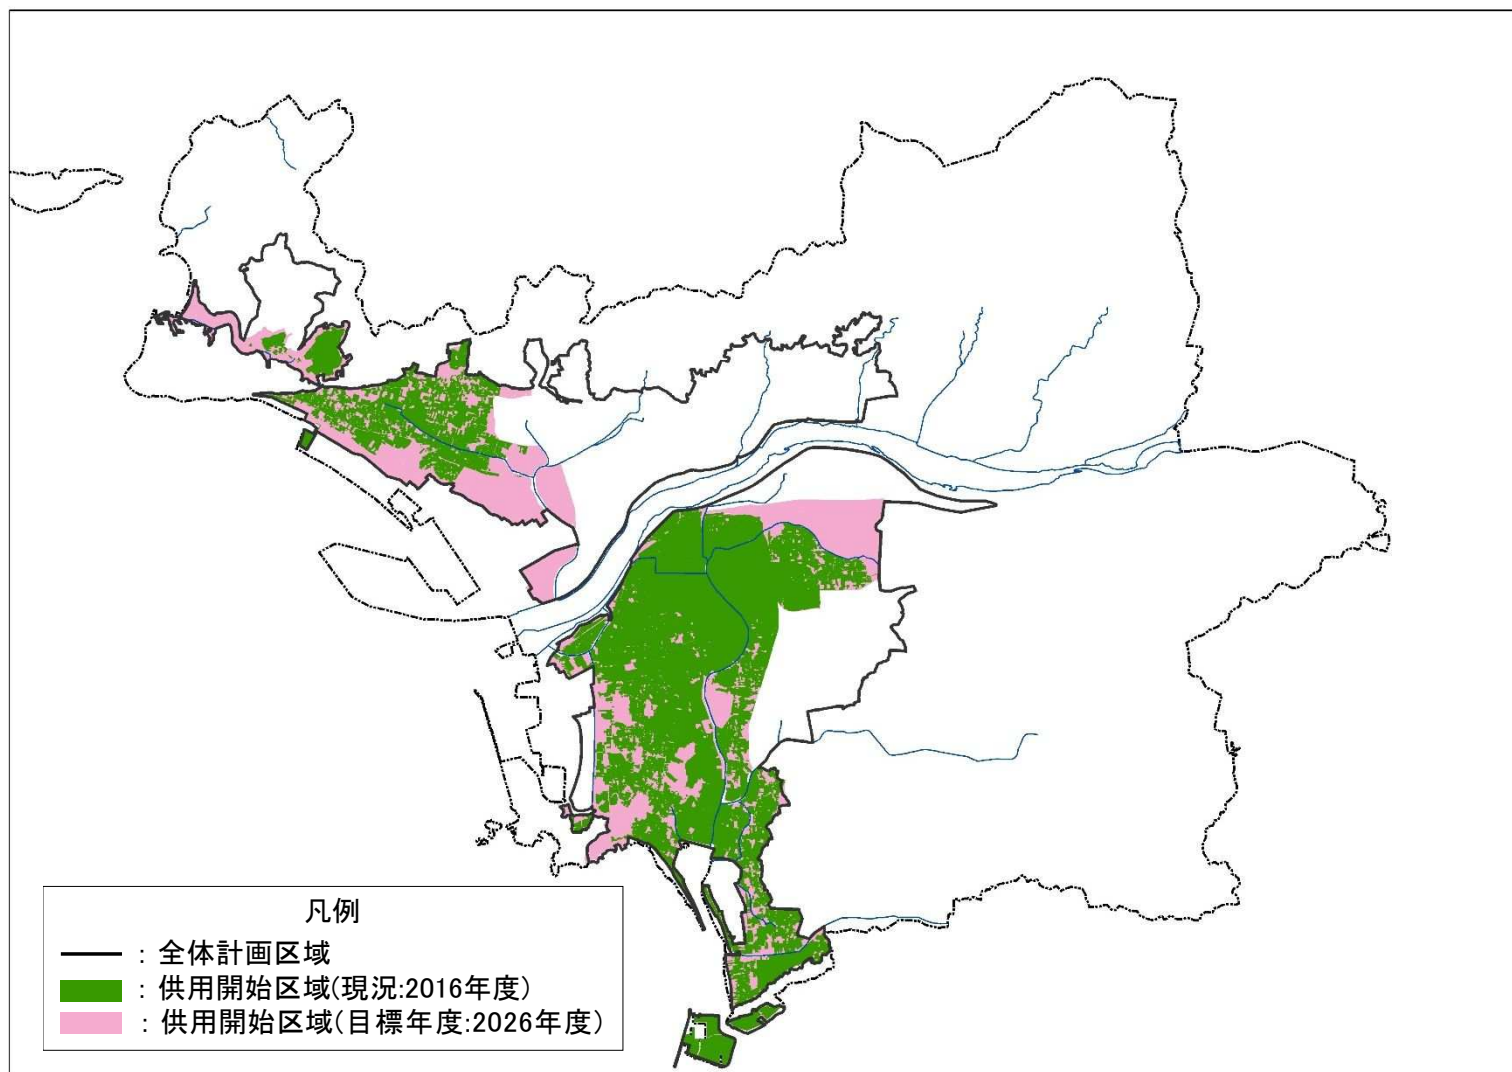 凡例
: 全体計画区域
: 供用開始区域(現況:2016年度)
: 供用開始区域(目標年度:2026年度)